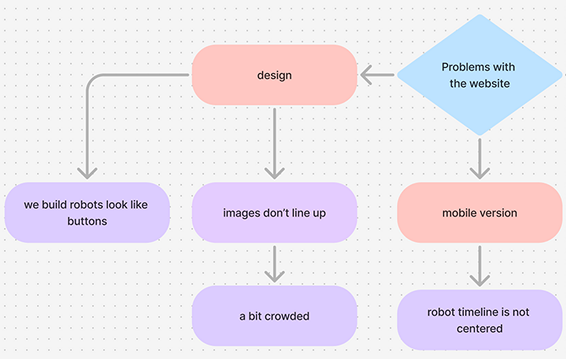 Problems with
the website
design
we build robots look like
buttons
images don't line up
mobile version
a bit crowded
robot timeline is not
centered